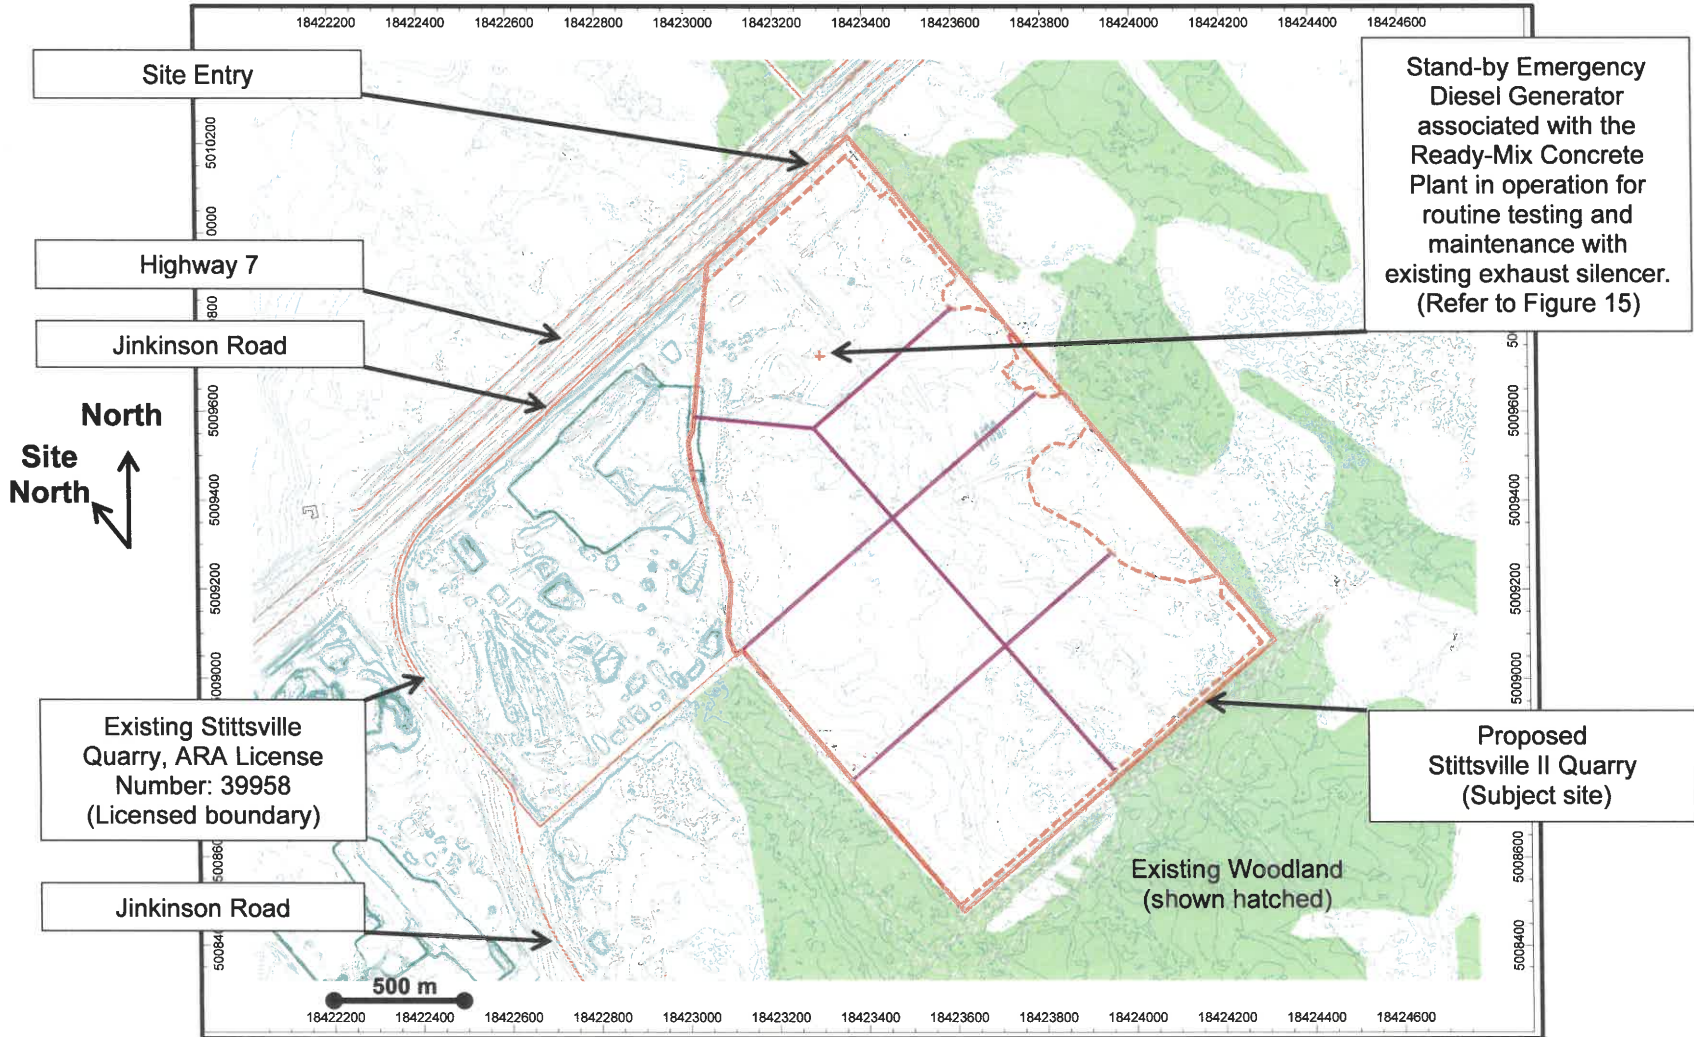 18422200 18422400 18422600 18422800 18423000 18423200 18423400 18423600 18423800 18424000 18424200 18424400 18424600
Site Entry
Stand-by Emergency
Diesel Generator
associated with the
Ready-Mix Concrete
Plant in operation for
routine testing and
maintenance with
existing exhaust silencer.
(Refer to Figure 15)
Highway 7
Jinkinson Road
North
Site
North
5010200
0000
800
5009600
5009400
5009200
5009000
500860
500840
50
5009600
5009400
5009200
5009000
5008600
5008400
Existing Stittsville
Quarry, ARA License
Number: 39958
(Licensed boundary)
Proposed
Stittsville II Quarry
(Subject site)
Existing Woodland
(shown hatched)
Jinkinson Road
500 m
18422200 18422400 18422600 18422800 18423000 18423200 18423400 18423600 18423800 18424000 18424200 18424400 18424600